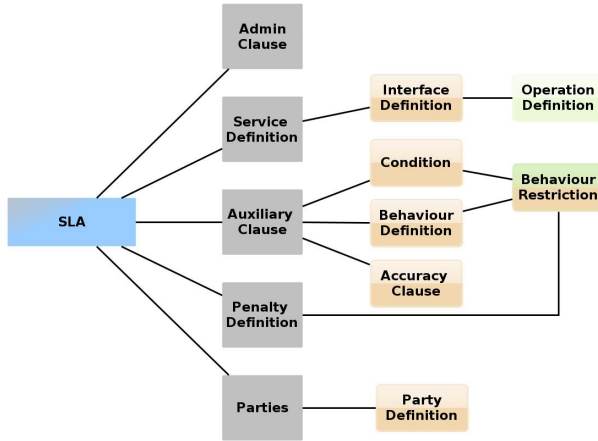 Admin
Clause
Service
Definition
Interface
Definition
Operation
Definition
Condition
Behaviour
Restriction
SLA
Auxiliary
Clause
Behaviour
Definition
Accuracy
Clause
Penalty
Definition
Parties
Party
Definition